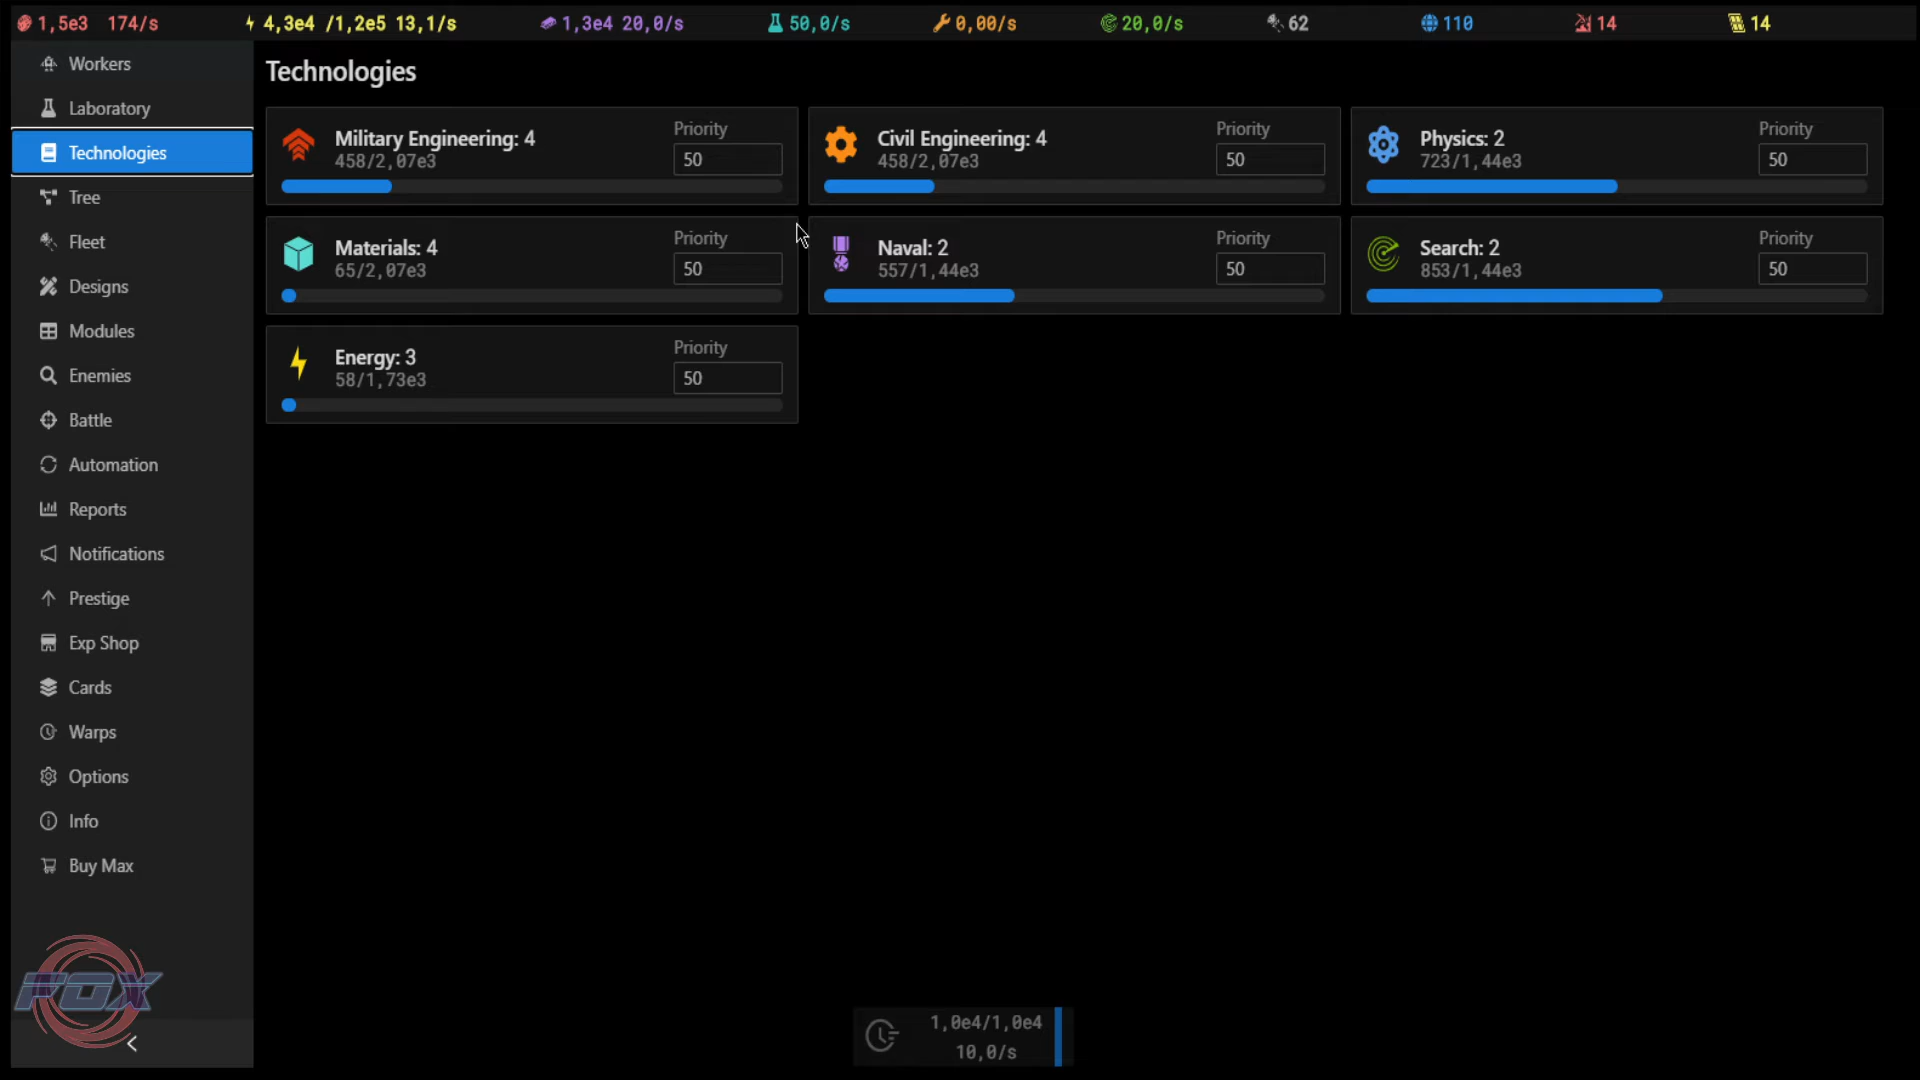 1,5e3 174/s 4,3e4 /1,2e5 13,1/s 1,3e4 20,0/s 50,0/s 0,00/s 20,0/s 62 110 14 14
Workers
Laboratory
Technologies
Tree
Fleet
Designs
Modules
Enemies
Battle
Automation
Reports
Notifications
Prestige
Exp Shop
Cards
Warps
Options
Info
Buy Max
FOX
Technologies
Military Engineering: 4
458/2,07e3
Priority
50
Civil Engineering: 4
458/2,07e3
Priority
50
Physics: 2
723/1,44e3
Priority
50
Materials: 4
65/2,07e3
Priority
50
Naval: 2
557/1,44e3
Priority
50
Search: 2
853/1,44e3
Priority
50
Energy: 3
58/1,73e3
Priority
50
1,0e4/1,0e4
10,0/s